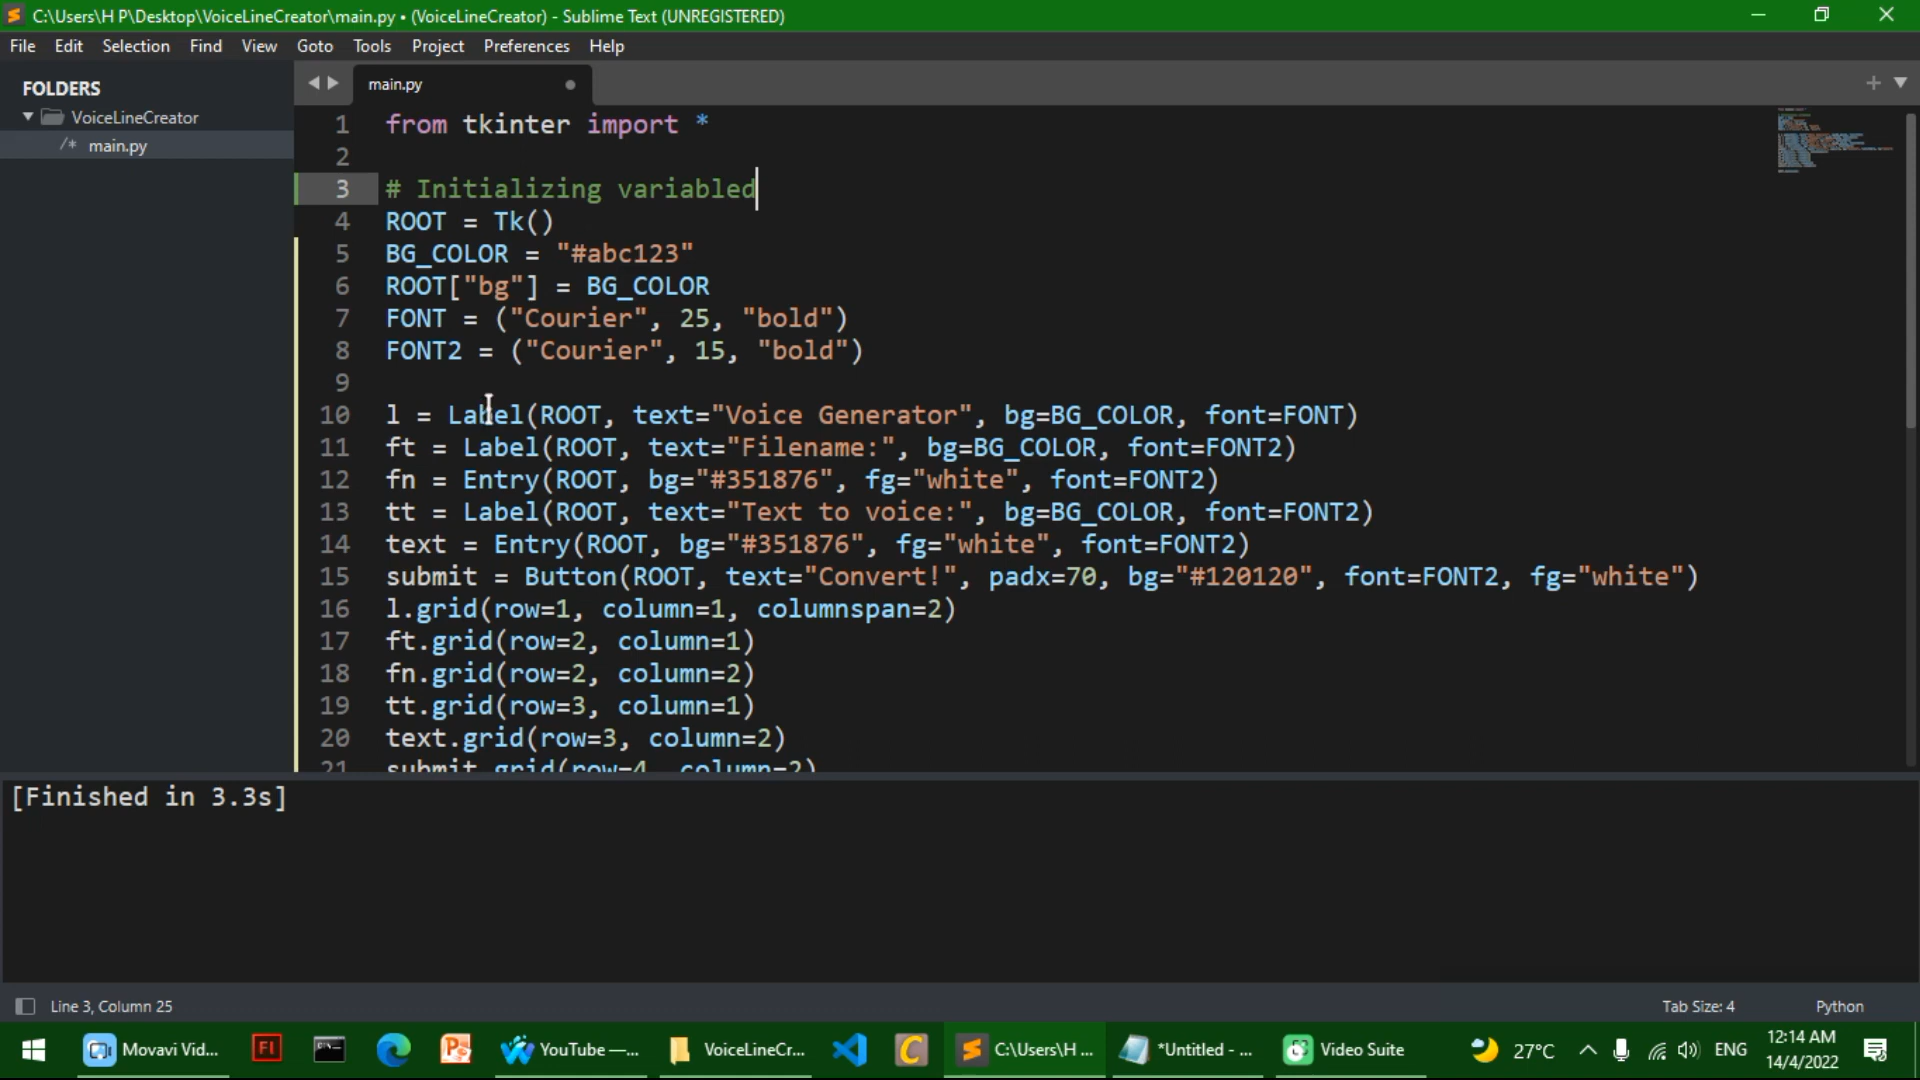 C:\Users\H P\Desktop\VoiceLineCreator\main.py • (VoiceLineCreator) - Sublime Text (UNREGISTERED)
File Edit Selection Find View Goto Tools Project Preferences Help
FOLDERS
VoiceLineCreator
/* main.py
main.py
1 from tkinter import *
2
3 # Initializing variabled
4 ROOT = Tk()
5 BG_COLOR = "#abc123"
6 ROOT["bg"] = BG_COLOR
7 FONT = ("Courier", 25, "bold")
8 FONT2 = ("Courier", 15, "bold")
9
10 l = Label(ROOT, text="Voice Generator", bg=BG_COLOR, font=FONT)
11 ft = Label(ROOT, text="Filename:", bg=BG_COLOR, font=FONT2)
12 fn = Entry(ROOT, bg="#351876", fg="white", font=FONT2)
13 tt = Label(ROOT, text="Text to voice:", bg=BG_COLOR, font=FONT2)
14 text = Entry(ROOT, bg="#351876", fg="white", font=FONT2)
15 submit = Button(ROOT, text="Convert!", padx=70, bg="#120120", font=FONT2, fg="white")
16 l.grid(row=1, column=1, columnspan=2)
17 ft.grid(row=2, column=1)
18 fn.grid(row=2, column=2)
19 tt.grid(row=3, column=1)
20 text.grid(row=3, column=2)
21 submit.grid(row=4, column=2)
[Finished in 3.3s]
Line 3, Column 25
Tab Size: 4 Python
Movavi Vid... YouTube —... VoiceLineCr... C:\Users\H ... *Untitled - ... Video Suite 27°C ENG
12:14 AM
14/4/2022